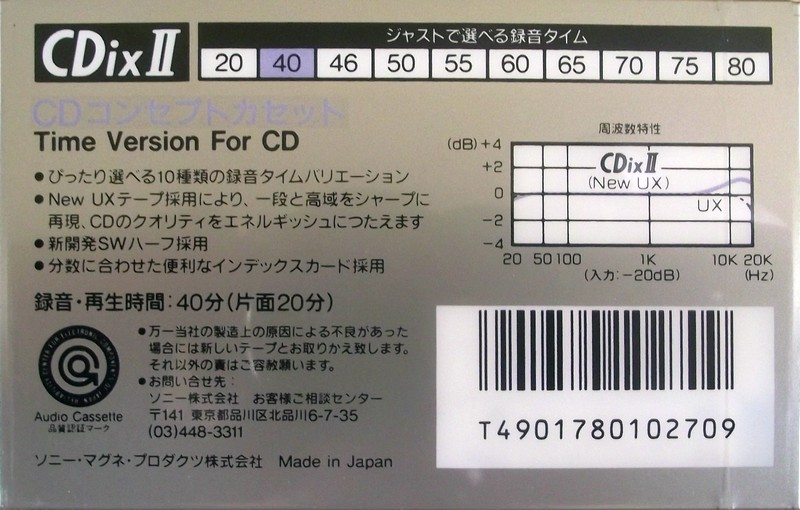 CDixⅡ
ジャストで選べる録音タイム
20 40 46 50 55 60 65 70 75 80
CDコンセプトカセット
Time Version For CD
●ぴったり選べる10種類の録音タイムバリエーション
●New UXテープ採用により、一段と高域をシャープに
再現、CDのクオリティをエネルギッシュにつたえます
●新開発SWハーフ採用
●分数に合わせた便利なインデックスカード採用
周波数特性
(dB) +4
+2
0
−2
−4
CDixⅡ
(New UX)
UX
20 50 100 1K 10K 20K
(入力:−20dB) (Hz)
録音・再生時間:40分(片面20分)
●万一当社の製造上の原因による不良があった
場合には新しいテープとお取りかえ致します。
それ以外の責はご容赦願います。
●お問い合せ先:
ソニー株式会社 お客様ご相談センター
〒141 東京都品川区北品川6-7-35
(03)448-3311
Audio Cassette
品質認証マーク
ソニー・マグネ・プロダクツ株式会社 Made in Japan
T4901780102709